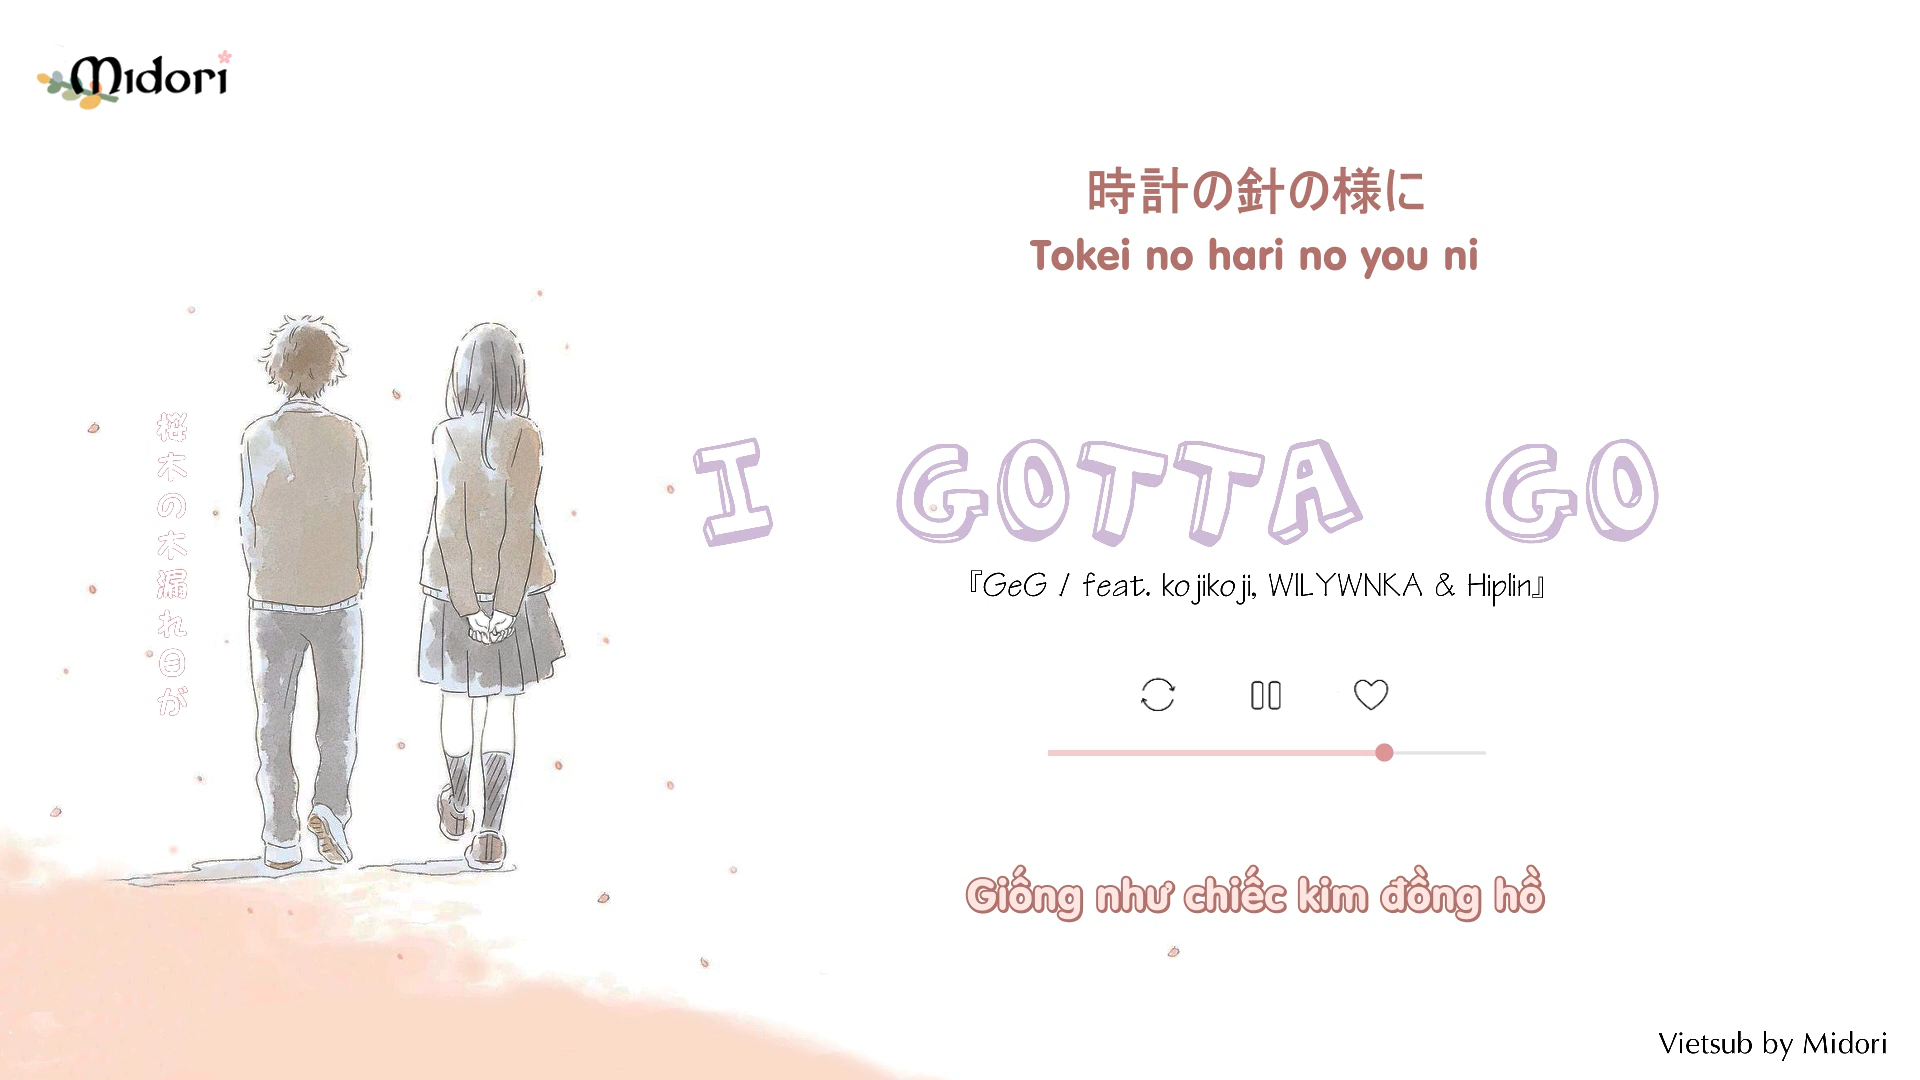 Midori
時計の針の様に
Tokei no hari no you ni
桜木の木漏れ日が
I GOTTA GO
『GeG / feat. kojikoji, WILYWNKA & Hiplin』
Giống như chiếc kim đồng hồ
Vietsub by Midori